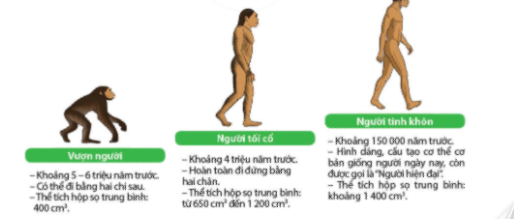 Vượn người
– Khoảng 5 – 6 triệu năm trước.
– Có thể đi bằng hai chi sau.
– Thể tích hộp sọ trung bình:
400 cm³.
Người tối cổ
– Khoảng 4 triệu năm trước.
– Hoàn toàn đi đứng bằng
hai chân.
– Thể tích hộp sọ trung bình:
từ 650 cm³ đến 1 200 cm³.
Người tinh khôn
– Khoảng 150 000 năm trước.
– Hình dáng, cấu tạo cơ thể cơ
bản giống người ngày nay, còn
được gọi là "Người hiện đại".
– Thể tích hộp sọ trung bình:
khoảng 1 400 cm³.